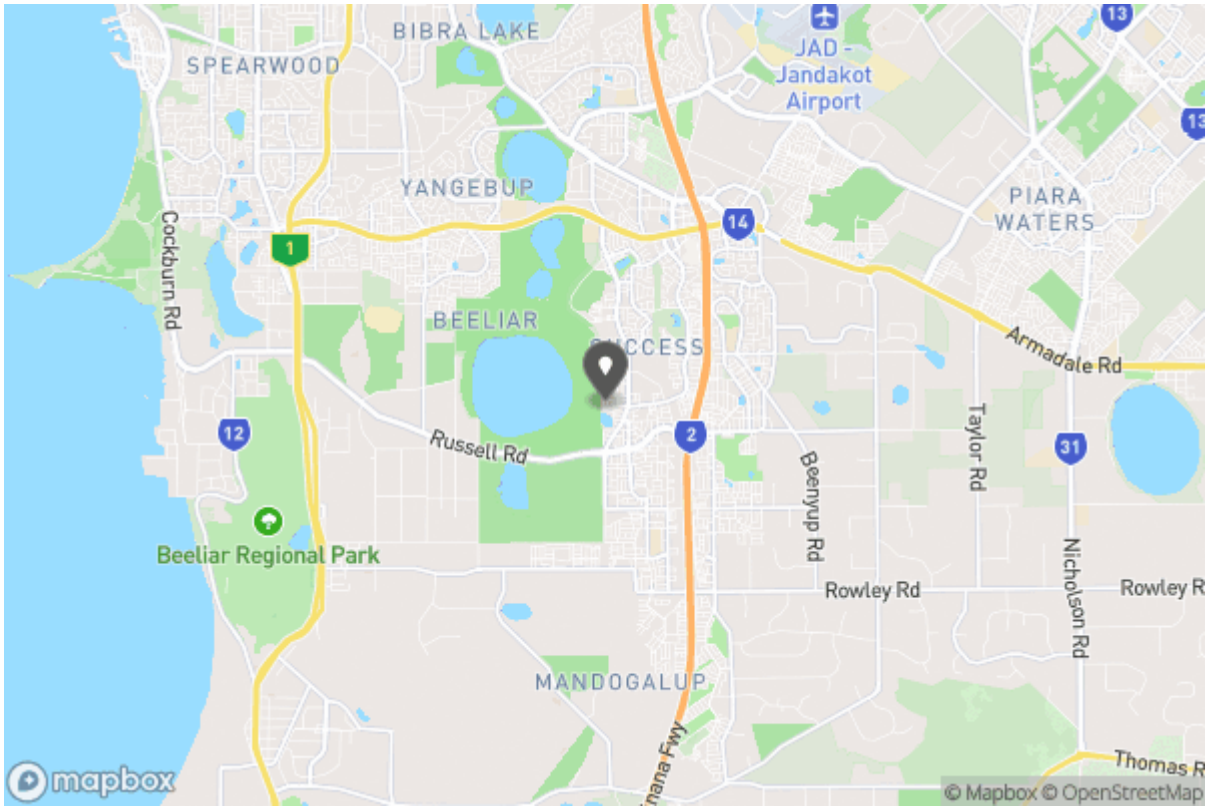 BIBRA LAKE
13
JAD -
Jandakot
Airport
SPEARWOOD
13
YANGEBUP
PIARA
WATERS
14
Cockburn Rd
1
BEELIAR
SUCCESS
Armadale Rd
12
Russell Rd
2
Taylor Rd
31
Beenyup Rd
Beeliar Regional Park
Nicholson Rd
Rowley Rd
Rowley R
MANDOGALUP
nana Fwy
Thomas R
mapbox
© Mapbox © OpenStreetMap